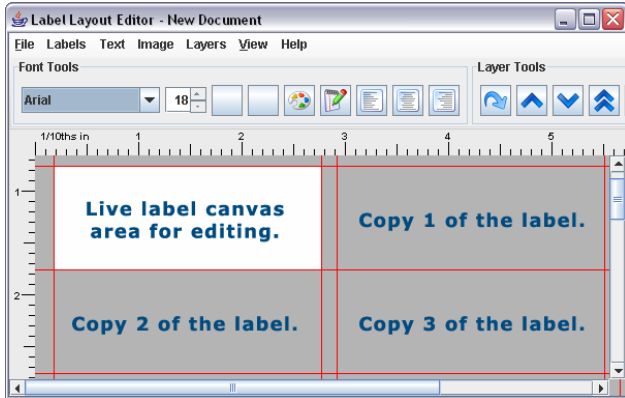 Label Layout Editor - New Document
File Labels Text Image Layers View Help
Font Tools
Layer Tools
Arial
18
1/10ths in 1 2 3 4 5
1
Live label canvas
area for editing.
Copy 1 of the label.
2
Copy 2 of the label.
Copy 3 of the label.